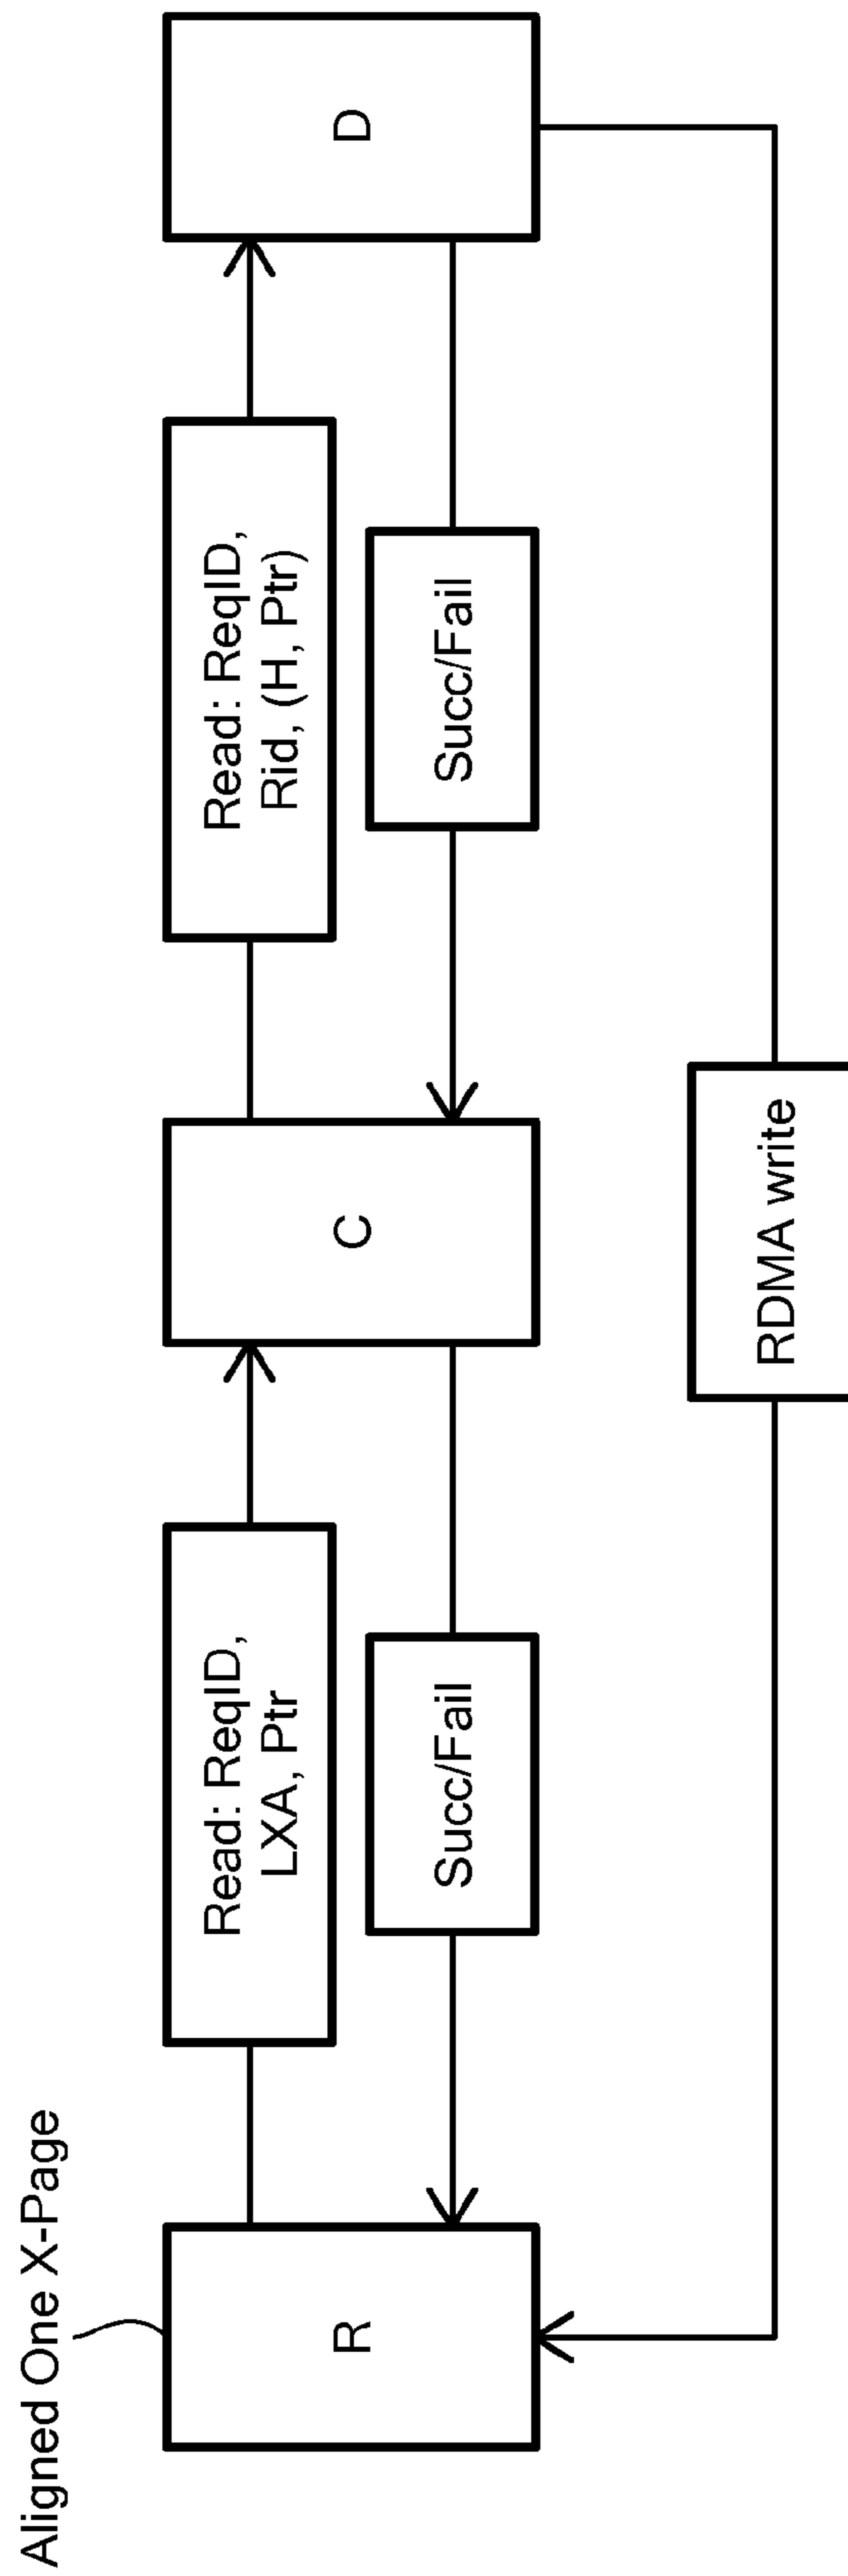 Aligned One X-Page
R
Read: ReqID,
LXA, Ptr
Succ/Fail
C
Read: ReqID,
Rid, (H, Ptr)
Succ/Fail
D
RDMA write